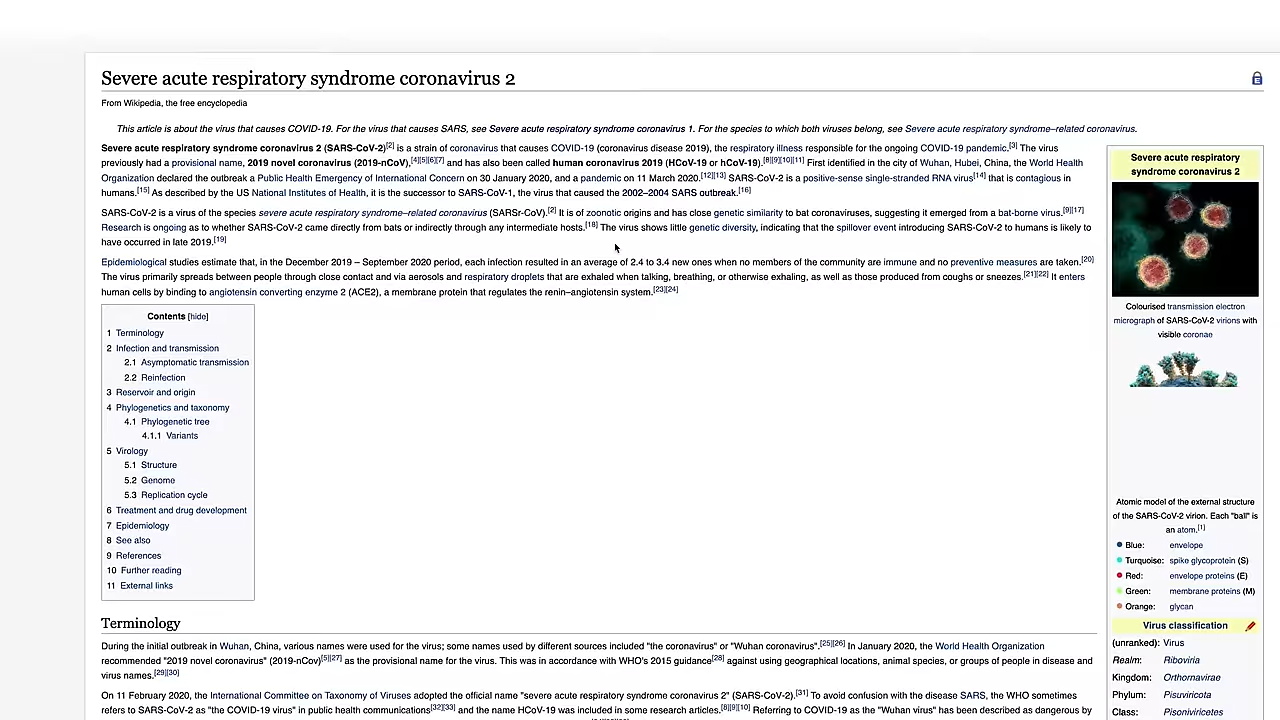 Severe acute respiratory syndrome coronavirus 2
From Wikipedia, the free encyclopedia
This article is about the virus that causes COVID-19. For the virus that causes SARS, see Severe acute respiratory syndrome coronavirus 1. For the species to which both viruses belong, see Severe acute respiratory syndrome–related coronavirus.
Severe acute respiratory syndrome coronavirus 2 (SARS-CoV-2)[2] is a strain of coronavirus that causes COVID-19 (coronavirus disease 2019), the respiratory illness responsible for the ongoing COVID-19 pandemic.[3] The virus
previously had a provisional name, 2019 novel coronavirus (2019-nCoV),[4][5][6][7] and has also been called human coronavirus 2019 (HCoV-19 or hCoV-19).[8][9][10][11] First identified in the city of Wuhan, Hubei, China, the World Health
Organization declared the outbreak a Public Health Emergency of International Concern on 30 January 2020, and a pandemic on 11 March 2020.[12][13] SARS-CoV-2 is a positive-sense single-stranded RNA virus[14] that is contagious in
humans.[15] As described by the US National Institutes of Health, it is the successor to SARS-CoV-1, the virus that caused the 2002–2004 SARS outbreak.[16]
SARS-CoV-2 is a virus of the species severe acute respiratory syndrome–related coronavirus (SARSr-CoV).[2] It is of zoonotic origins and has close genetic similarity to bat coronaviruses, suggesting it emerged from a bat-borne virus.[9][17]
Research is ongoing as to whether SARS-CoV-2 came directly from bats or indirectly through any intermediate hosts.[18] The virus shows little genetic diversity, indicating that the spillover event introducing SARS-CoV-2 to humans is likely to
have occurred in late 2019.[19]
Epidemiological studies estimate that, in the December 2019 – September 2020 period, each infection resulted in an average of 2.4 to 3.4 new ones when no members of the community are immune and no preventive measures are taken.[20]
The virus primarily spreads between people through close contact and via aerosols and respiratory droplets that are exhaled when talking, breathing, or otherwise exhaling, as well as those produced from coughs or sneezes.[21][22] It enters
human cells by binding to angiotensin converting enzyme 2 (ACE2), a membrane protein that regulates the renin–angiotensin system.[23][24]
Contents [hide]
1 Terminology
2 Infection and transmission
2.1 Asymptomatic transmission
2.2 Reinfection
3 Reservoir and origin
4 Phylogenetics and taxonomy
4.1 Phylogenetic tree
4.1.1 Variants
5 Virology
5.1 Structure
5.2 Genome
5.3 Replication cycle
6 Treatment and drug development
7 Epidemiology
8 See also
9 References
10 Further reading
11 External links
Terminology
During the initial outbreak in Wuhan, China, various names were used for the virus; some names used by different sources included "the coronavirus" or "Wuhan coronavirus".[25][26] In January 2020, the World Health Organization
recommended "2019 novel coronavirus" (2019-nCov)[5][27] as the provisional name for the virus. This was in accordance with WHO's 2015 guidance[28] against using geographical locations, animal species, or groups of people in disease and
virus names.[29][30]
On 11 February 2020, the International Committee on Taxonomy of Viruses adopted the official name "severe acute respiratory syndrome coronavirus 2" (SARS-CoV-2).[31] To avoid confusion with the disease SARS, the WHO sometimes
refers to SARS-CoV-2 as "the COVID-19 virus" in public health communications[32][33] and the name HCoV-19 was included in some research articles.[8][9][10] Referring to COVID-19 as the "Wuhan virus" has been described as dangerous by
Severe acute respiratory
syndrome coronavirus 2
Colourised transmission electron
micrograph of SARS-CoV-2 virions with
visible coronae
Atomic model of the external structure
of the SARS-CoV-2 virion. Each "ball" is
an atom.[1]
Blue: envelope
Turquoise: spike glycoprotein (S)
Red: envelope proteins (E)
Green: membrane proteins (M)
Orange: glycan
Virus classification
(unranked): Virus
Realm: Riboviria
Kingdom: Orthornavirae
Phylum: Pisuviricota
Class: Pisoniviricetes